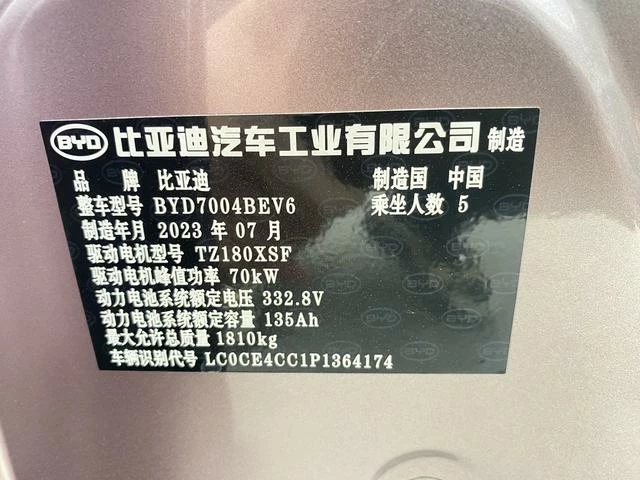 BYD 比亚迪汽车工业有限公司 制造
品牌 比亚迪 制造国 中国
整车型号 BYD7004BEV6 乘坐人数 5
制造年月 2023 年 07 月
驱动电机型号 TZ180XSF
驱动电机峰值功率 70kW
动力电池系统额定电压 332.8V
动力电池系统额定容量 135Ah
最大允许总质量 1810kg
车辆识别代号 LC0CE4CC1P1364174